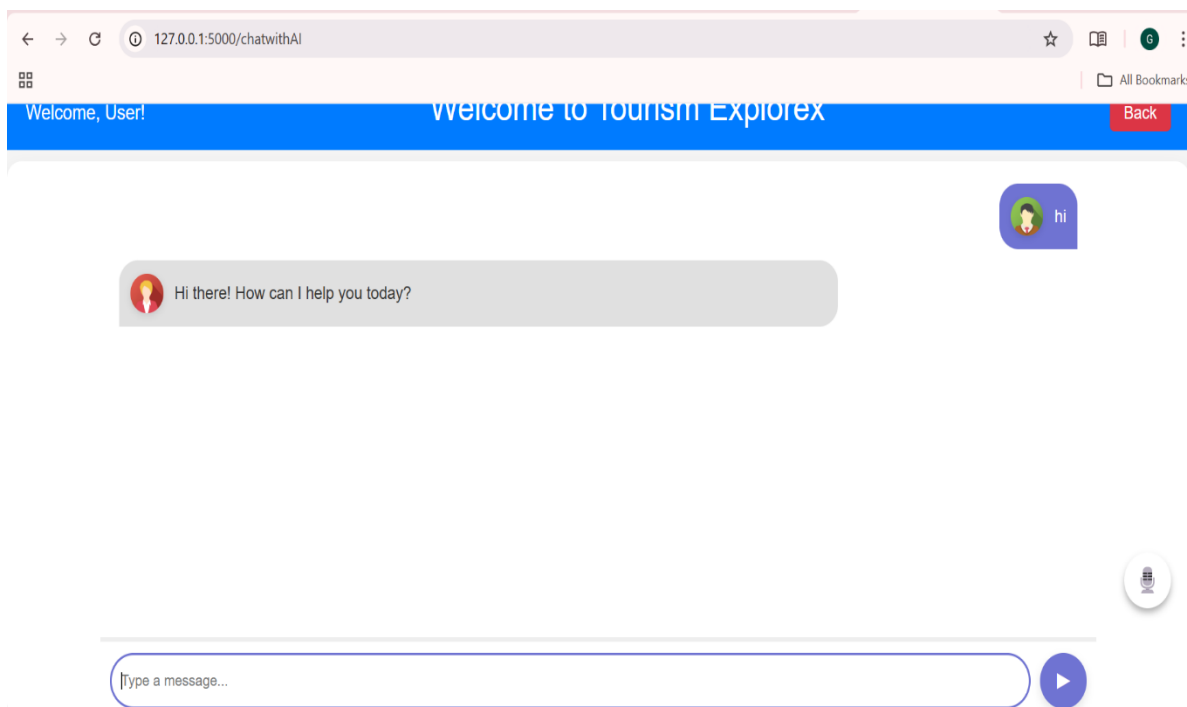 127.0.0.1:5000/chatwithAI
G
All Bookmarks
Welcome, User!
Welcome to Tourism Explorex
Back
hi
Hi there! How can I help you today?
Type a message...